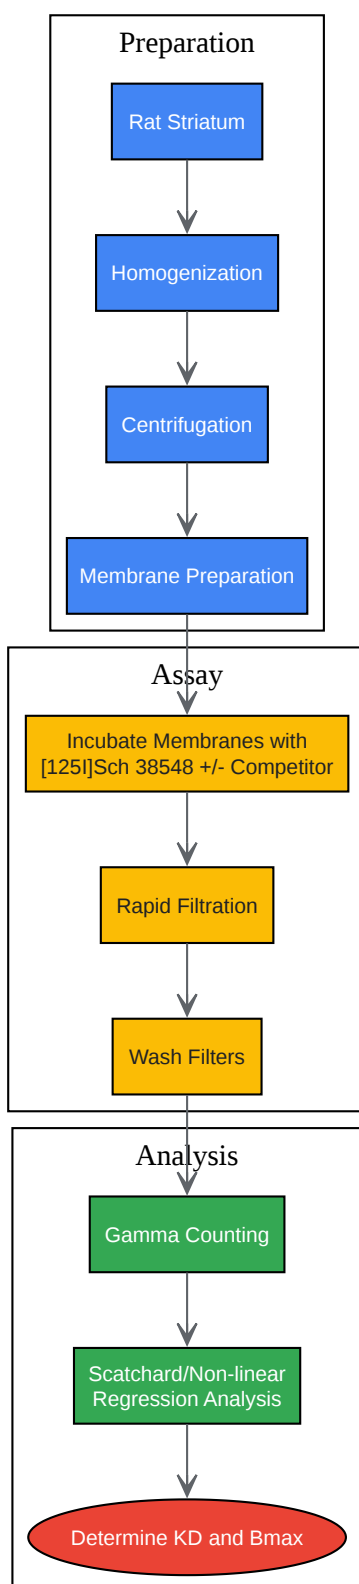 Preparation
Rat Striatum
Homogenization
Centrifugation
Membrane Preparation
Assay
Incubate Membranes with
[125I]Sch 38548 +/- Competitor
Rapid Filtration
Wash Filters
Analysis
Gamma Counting
Scatchard/Non-linear
Regression Analysis
Determine KD and Bmax